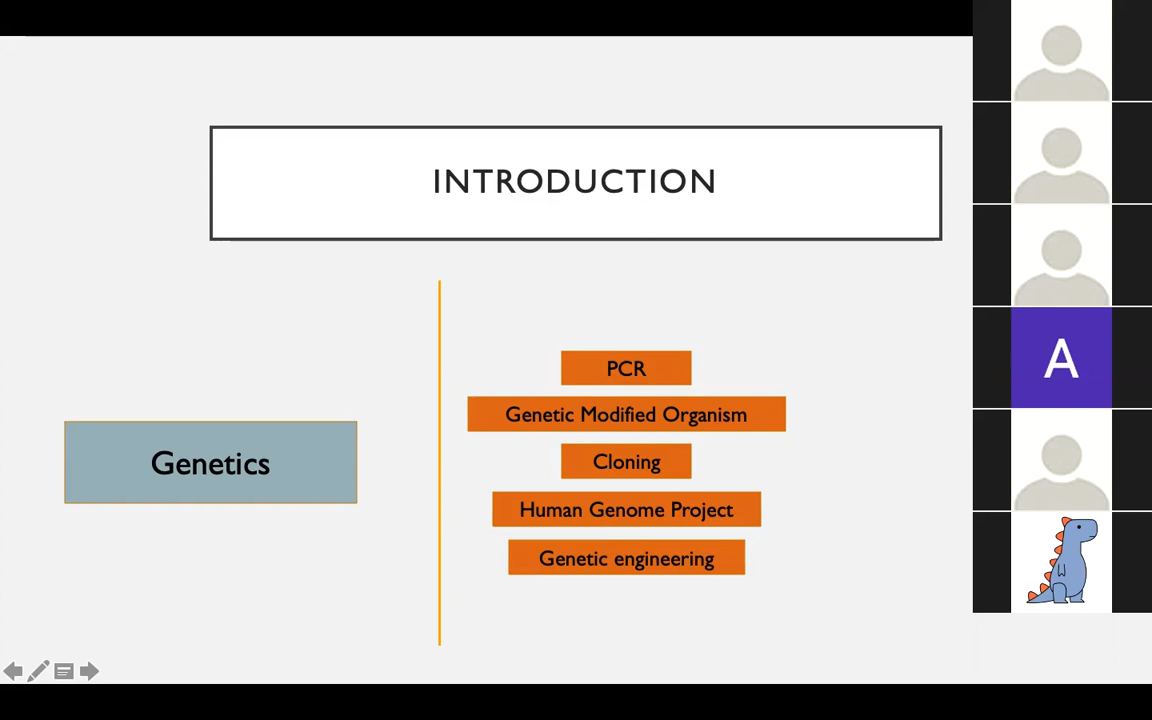 INTRODUCTION
Genetics
PCR
Genetic Modified Organism
Cloning
Human Genome Project
Genetic engineering
A